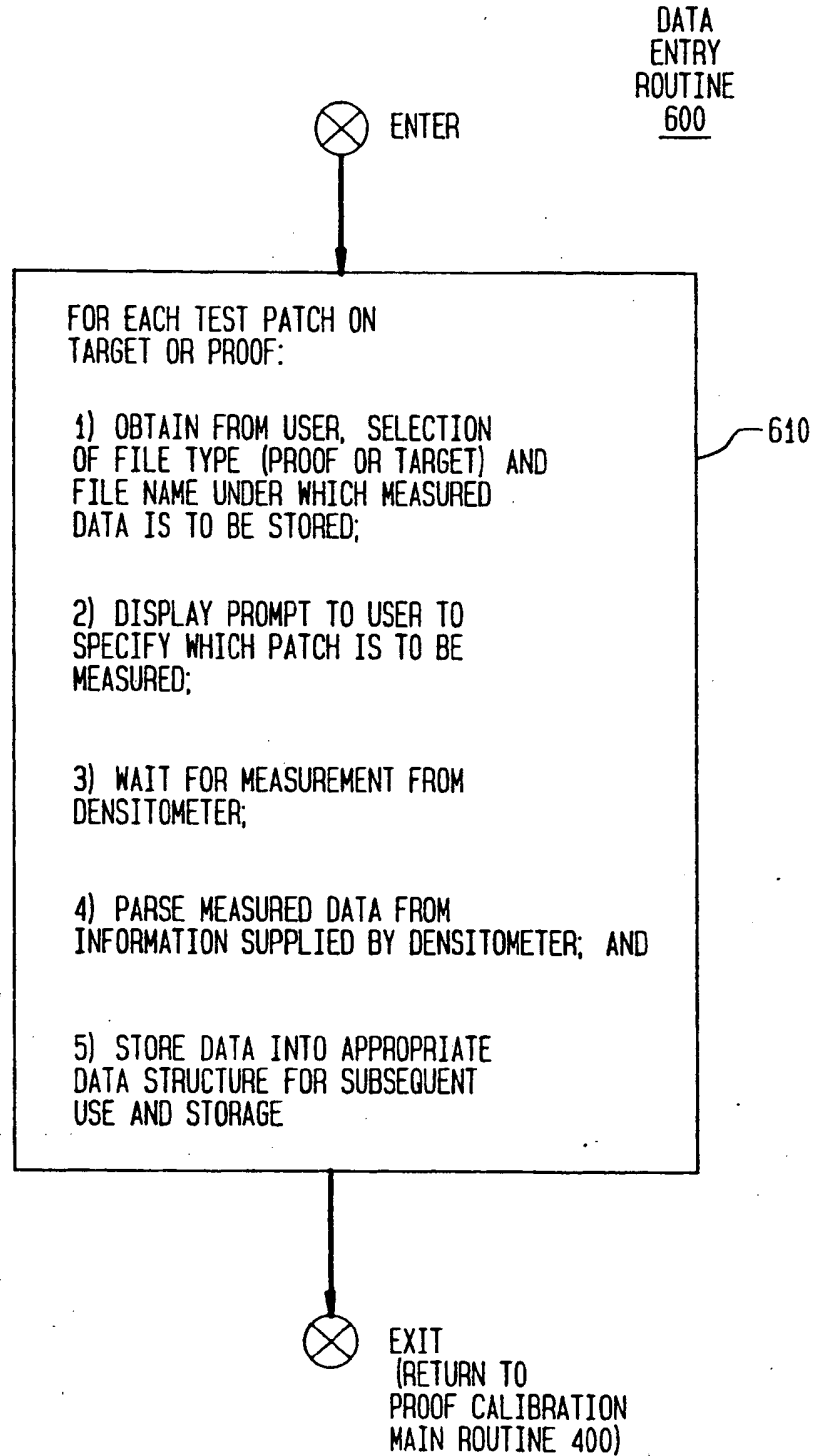 DATA
ENTRY
ROUTINE
600
ENTER
FOR EACH TEST PATCH ON
TARGET OR PROOF:
1) OBTAIN FROM USER, SELECTION
OF FILE TYPE (PROOF OR TARGET) AND
FILE NAME UNDER WHICH MEASURED
DATA IS TO BE STORED;
610
2) DISPLAY PROMPT TO USER TO
SPECIFY WHICH PATCH IS TO BE
MEASURED;
3) WAIT FOR MEASUREMENT FROM
DENSITOMETER;
4) PARSE MEASURED DATA FROM
INFORMATION SUPPLIED BY DENSITOMETER; AND
5) STORE DATA INTO APPROPRIATE
DATA STRUCTURE FOR SUBSEQUENT
USE AND STORAGE
EXIT
(RETURN TO
PROOF CALIBRATION
MAIN ROUTINE 400)